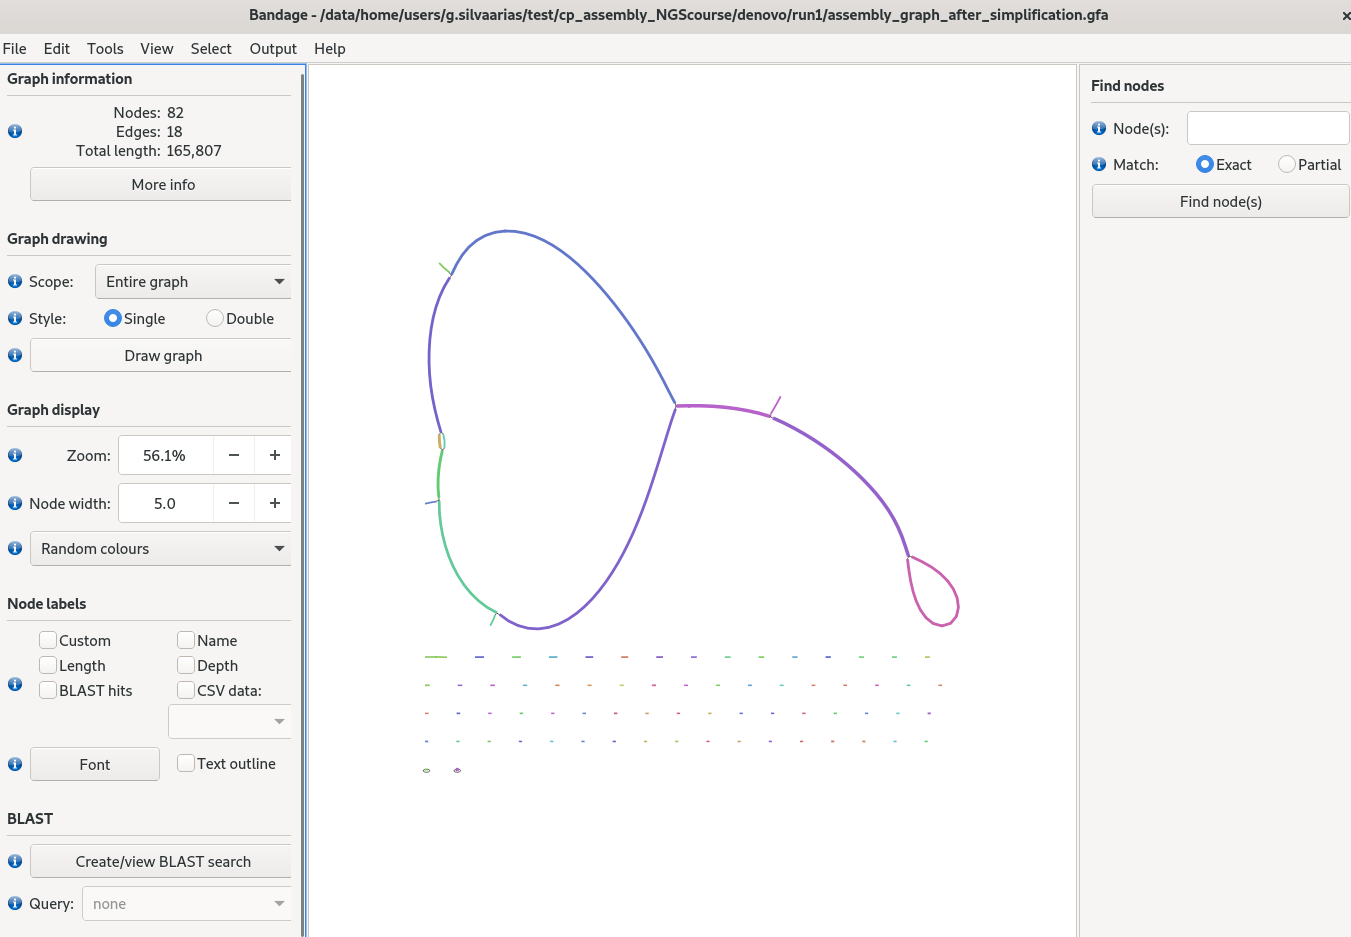 Bandage - /data/home/users/g.silvaarias/test/cp_assembly_NGScourse/denovo/run1/assembly_graph_after_simplification.gfa
File Edit Tools View Select Output Help
Graph information
Nodes: 82
Edges: 18
Total length: 165,807
More info
Graph drawing
Scope: Entire graph
Style: Single Double
Draw graph
Graph display
Zoom: 56.1% − +
Node width: 5.0 − +
Random colours
Node labels
Custom Name
Length Depth
BLAST hits CSV data:
Font Text outline
BLAST
Create/view BLAST search
Query: none
Find nodes
Node(s):
Match: Exact Partial
Find node(s)